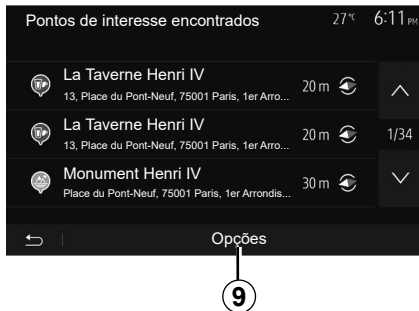 Pontos de interesse encontrados 27 °C 6:11 PM
La Taverne Henri IV
13, Place du Pont-Neuf, 75001 Paris, 1er Arro... 20 m
La Taverne Henri IV
13, Place du Pont-Neuf, 75001 Paris, 1er Arro... 20 m 1/34
Monument Henri IV
Place du Pont-Neuf, 75001 Paris, 1er Arrondis... 30 m
Opções
9